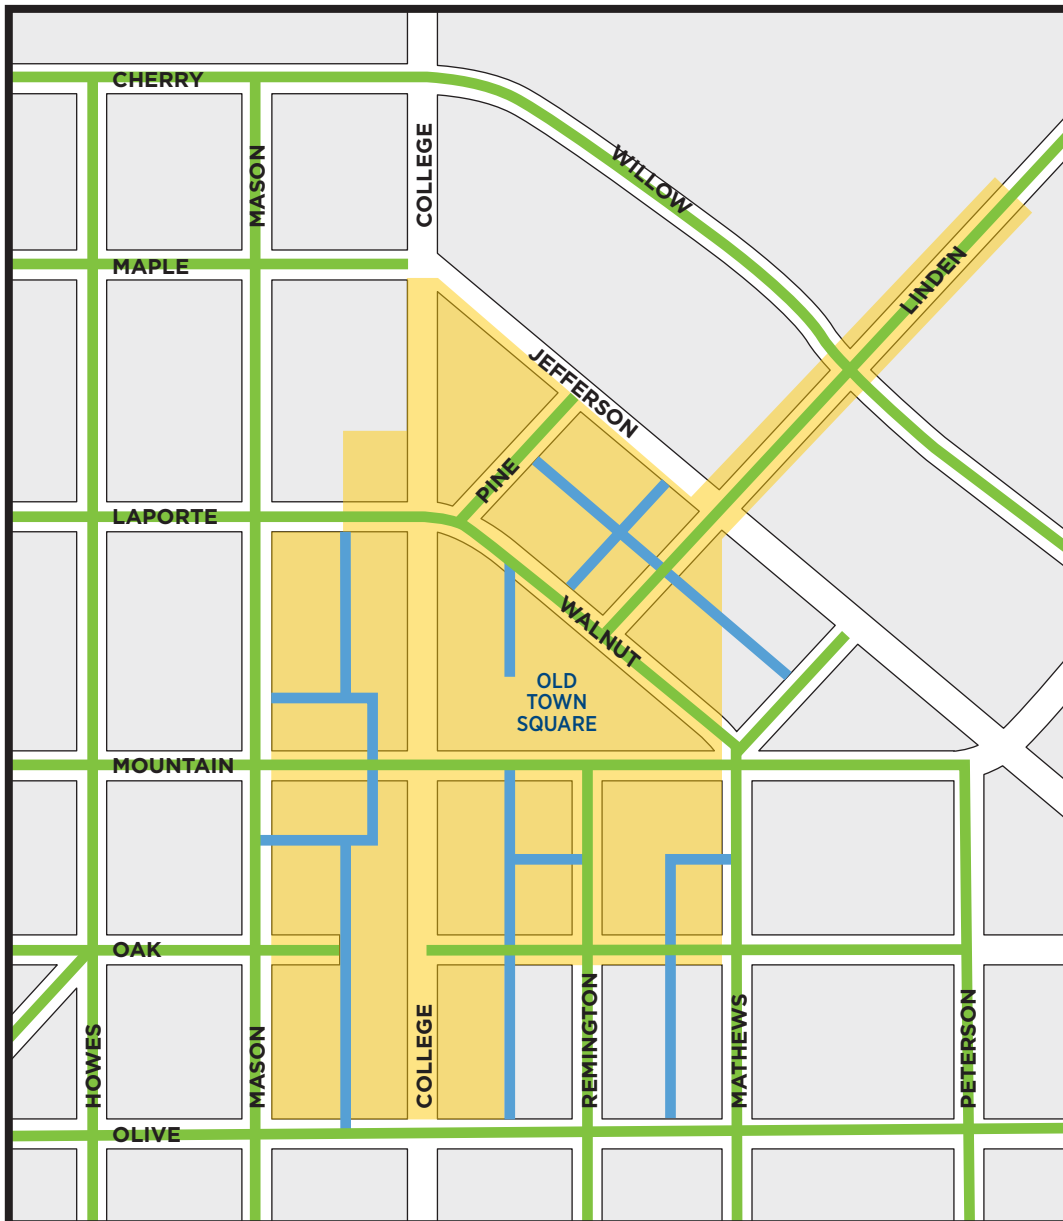 CHERRY
MASON
COLLEGE
WILLOW
MAPLE
LINDEN
JEFFERSON
PINE
LAPORTE
WALNUT
OLD
TOWN
SQUARE
MOUNTAIN
OAK
HOWES
MASON
COLLEGE
REMINGTON
MATHEWS
PETERSON
OLIVE